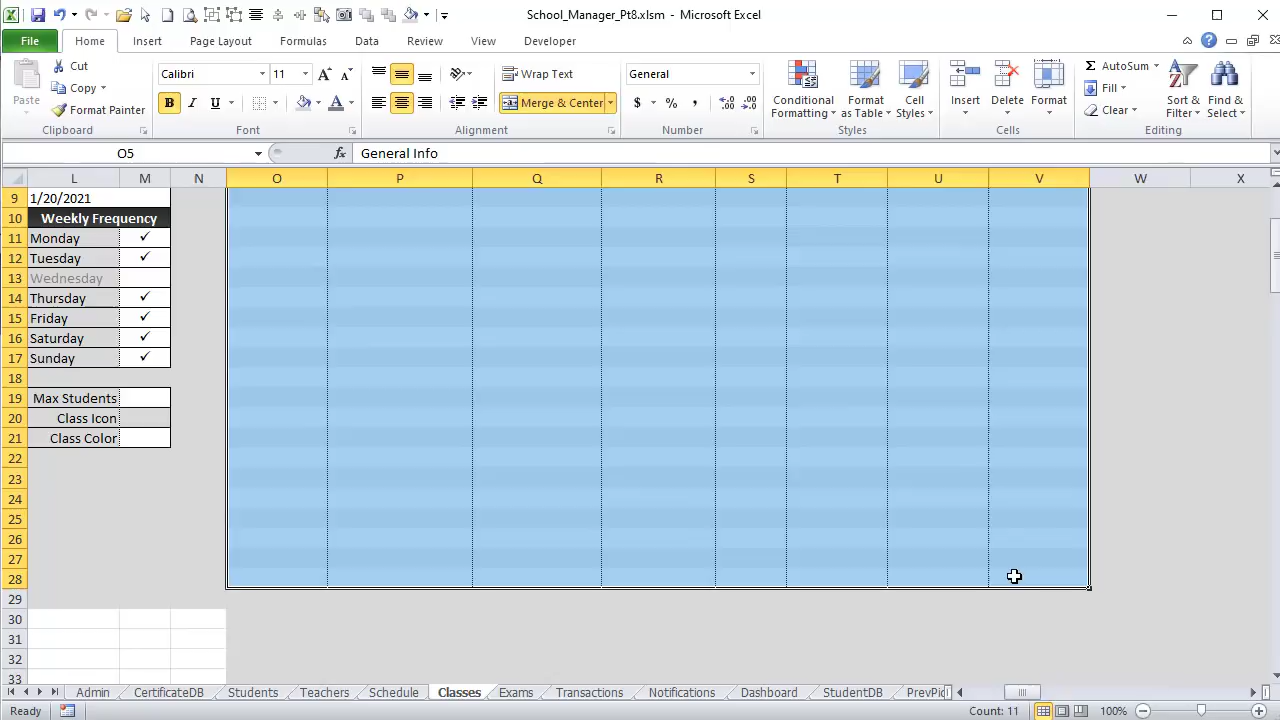 School_Manager_Pt8.xlsm - Microsoft Excel
File Home Insert Page Layout Formulas Data Review View Developer
Paste
Cut
Copy
Format Painter
Clipboard
Calibri 11
B I U
Font
Wrap Text
Merge & Center
Alignment
General
$ % ,
Number
Conditional Formatting
Format as Table
Cell Styles
Styles
Insert
Delete
Format
Cells
AutoSum
Fill
Clear
Sort & Filter
Find & Select
Editing
O5 fx General Info
L M N O P Q R S T U V W X
9 1/20/2021
10 Weekly Frequency
11 Monday ✓
12 Tuesday ✓
13 Wednesday
14 Thursday ✓
15 Friday ✓
16 Saturday ✓
17 Sunday ✓
18
19 Max Students
20 Class Icon
21 Class Color
22
23
24
25
26
27
28
29
30
31
32
33
Admin CertificateDB Students Teachers Schedule Classes Exams Transactions Notifications Dashboard StudentDB PrevPic
Ready Count: 11 100%